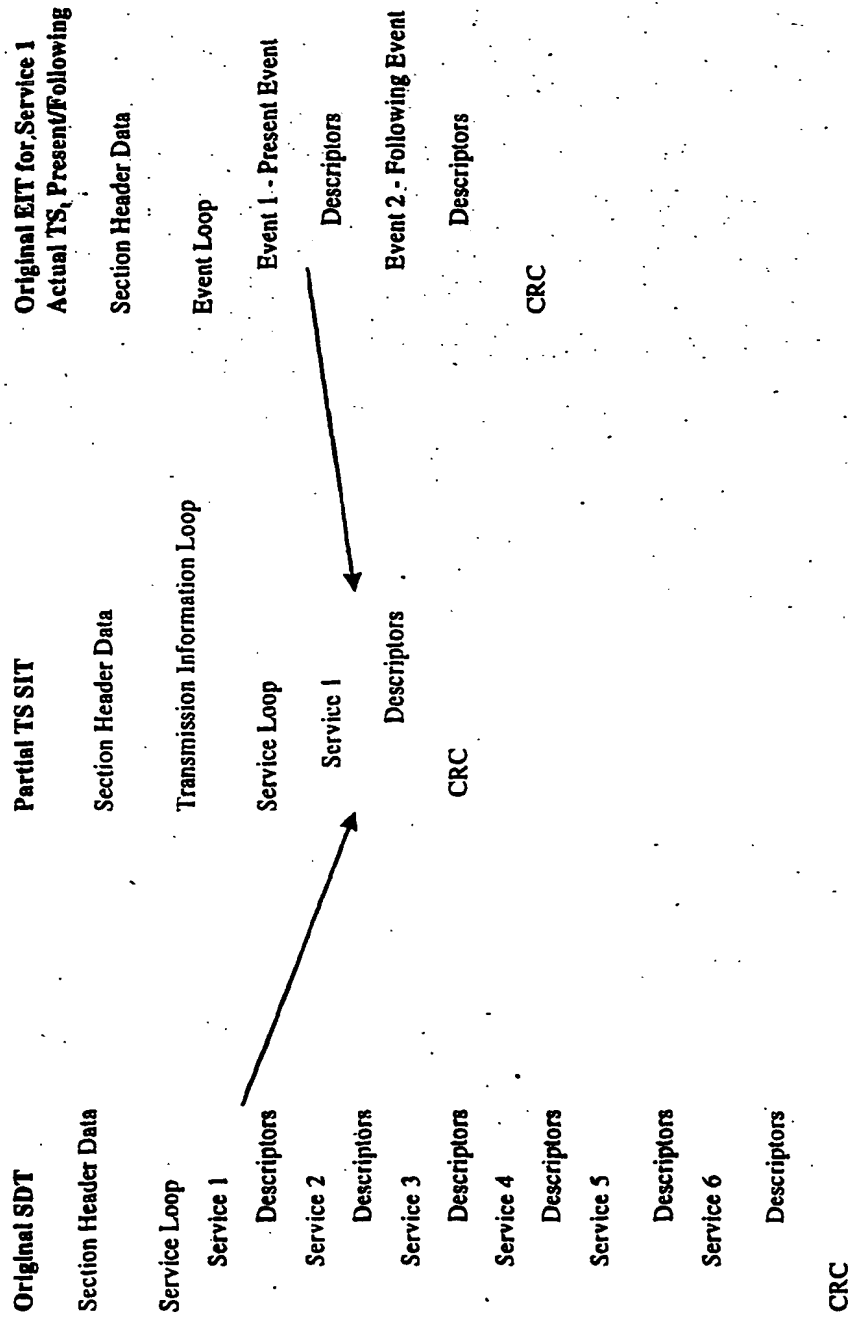 Original SDT
Section Header Data
Service Loop
Service 1
Descriptors
Service 2
Descriptors
Service 3
Descriptors
Service 4
Descriptors
Service 5
Descriptors
Service 6
Descriptors
CRC
Partial TS SIT
Section Header Data
Transmission Information Loop
Service Loop
Service 1
Descriptors
CRC
Original EIT for Service 1
Actual TS, Present/Following
Section Header Data
Event Loop
Event 1 - Present Event
Descriptors
Event 2 - Following Event
Descriptors
CRC